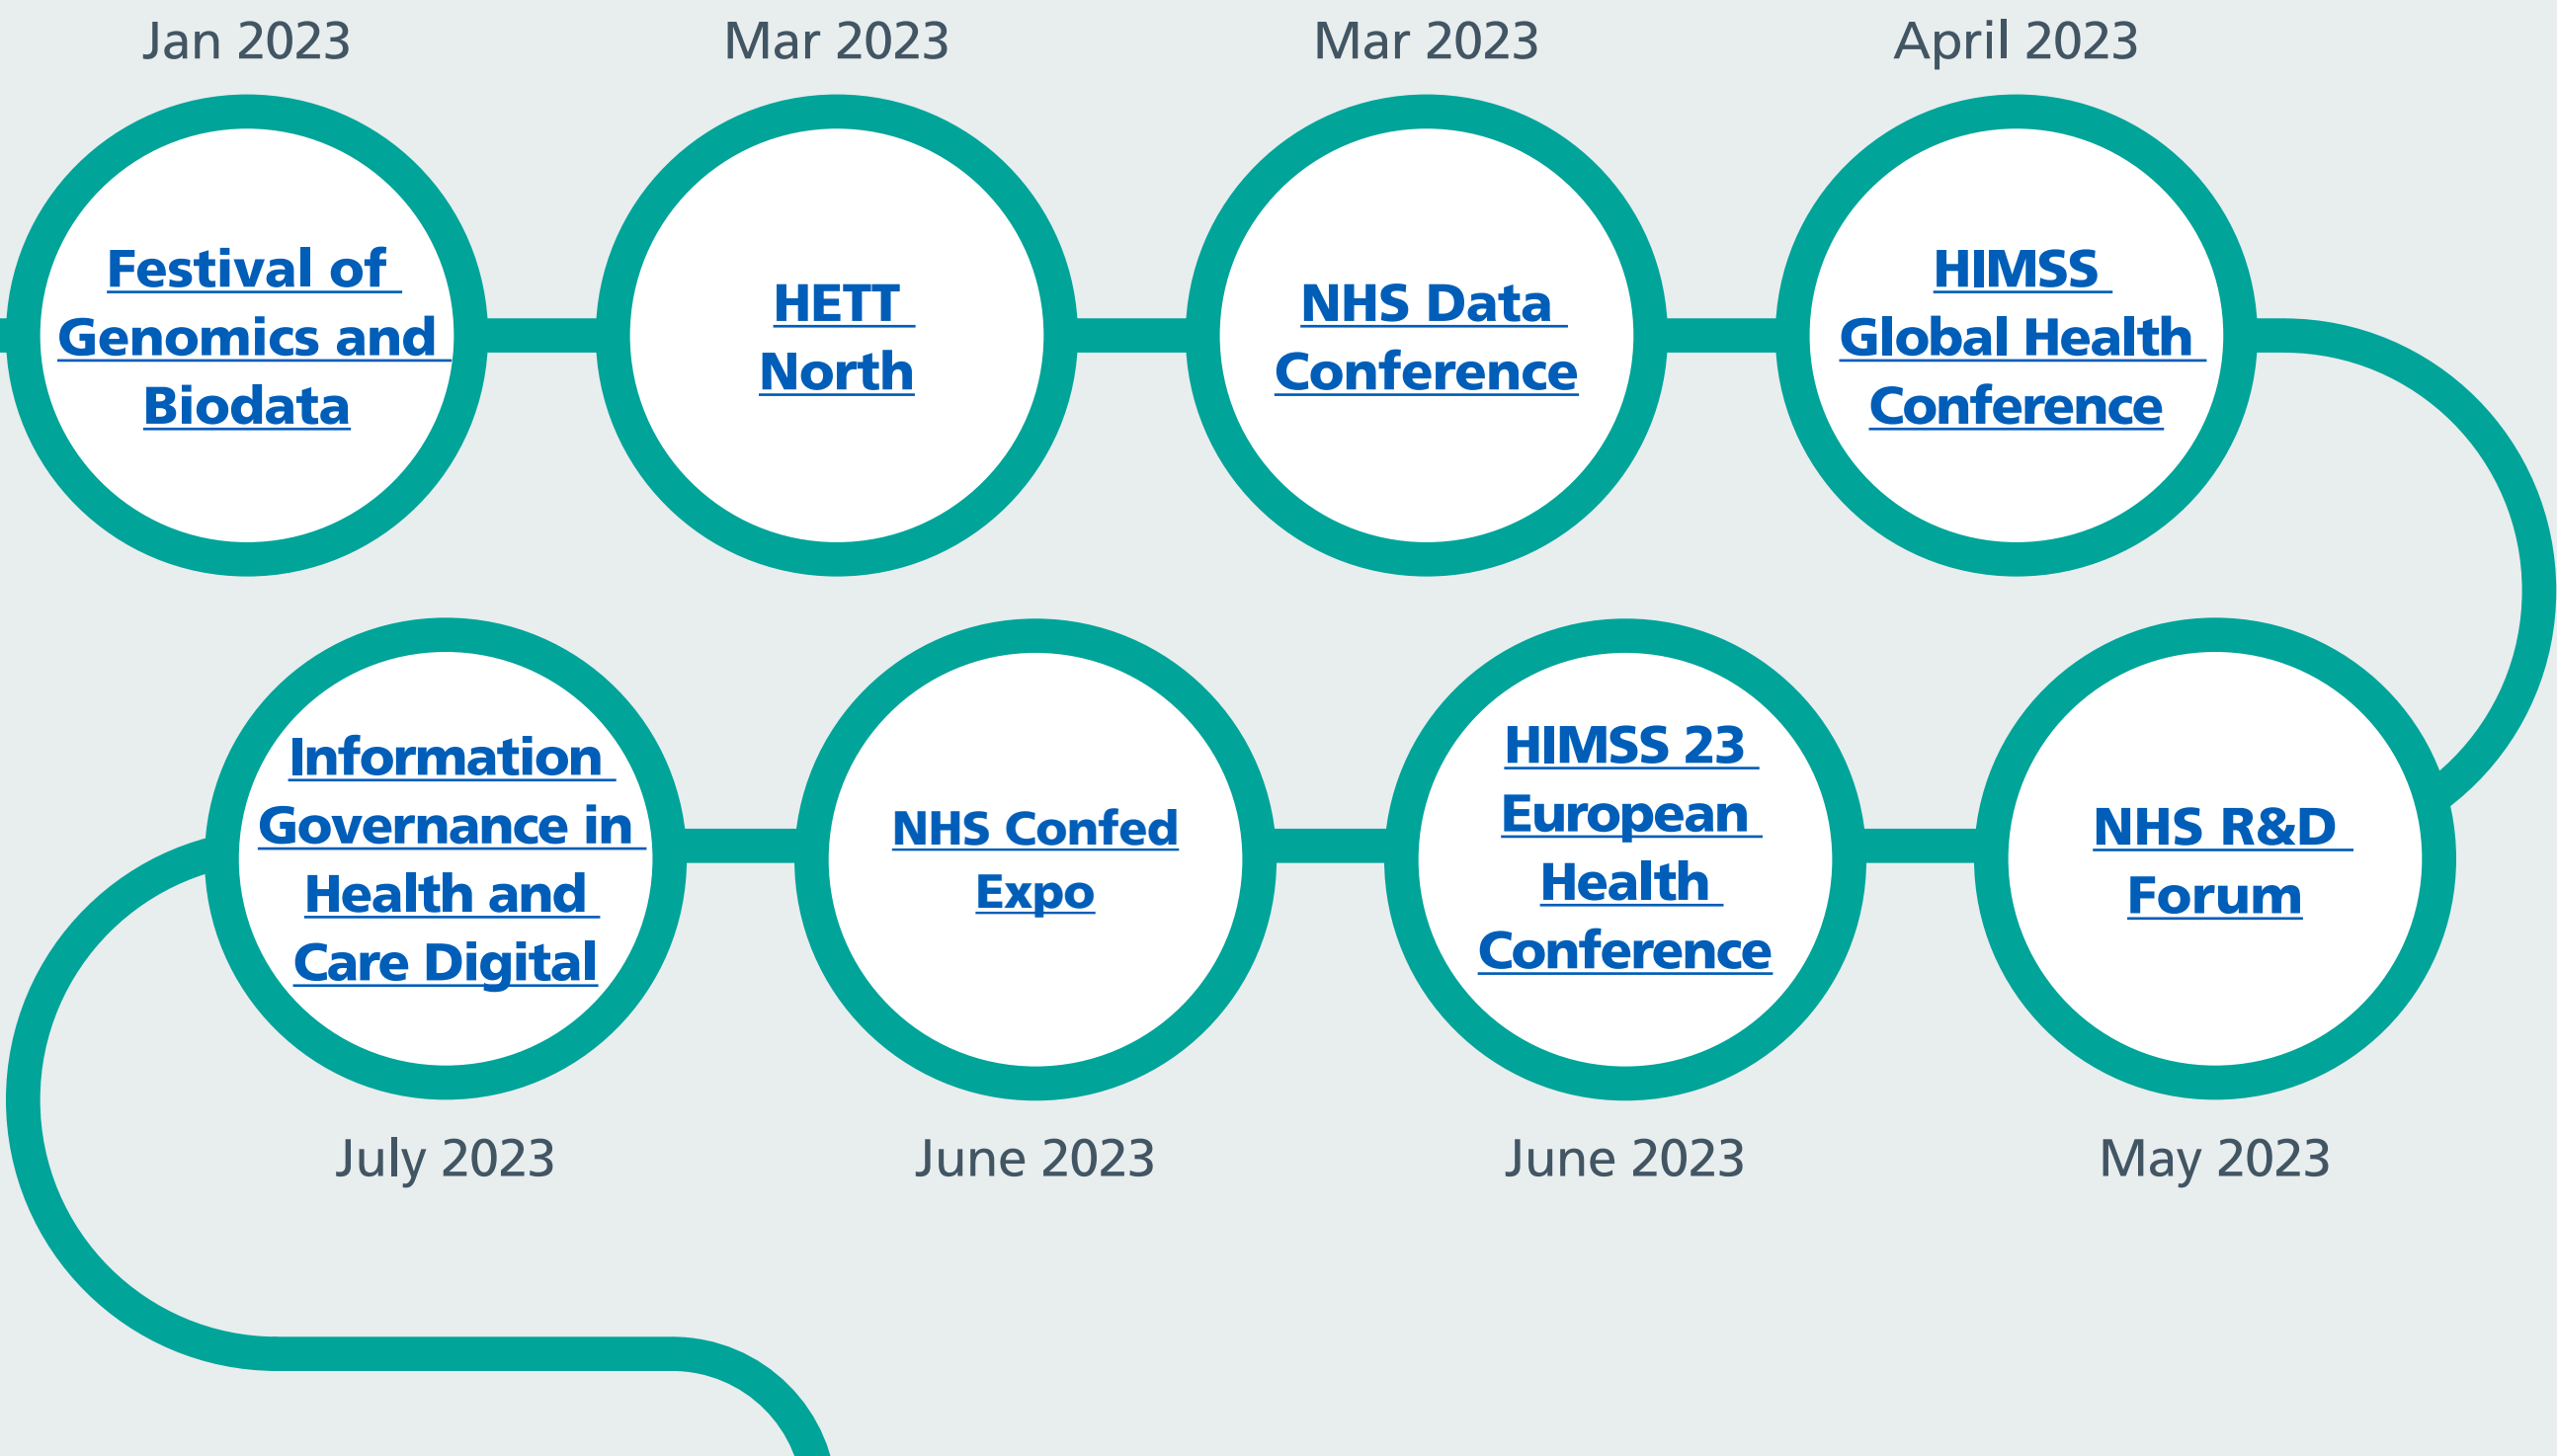 Jan 2023
Mar 2023
Mar 2023
April 2023
Festival of
Genomics and
Biodata
HETT
North
NHS Data
Conference
HIMSS
Global Health
Conference
Information
Governance in
Health and
Care Digital
NHS Confed
Expo
HIMSS 23
European
Health
Conference
NHS R&D
Forum
July 2023
June 2023
June 2023
May 2023